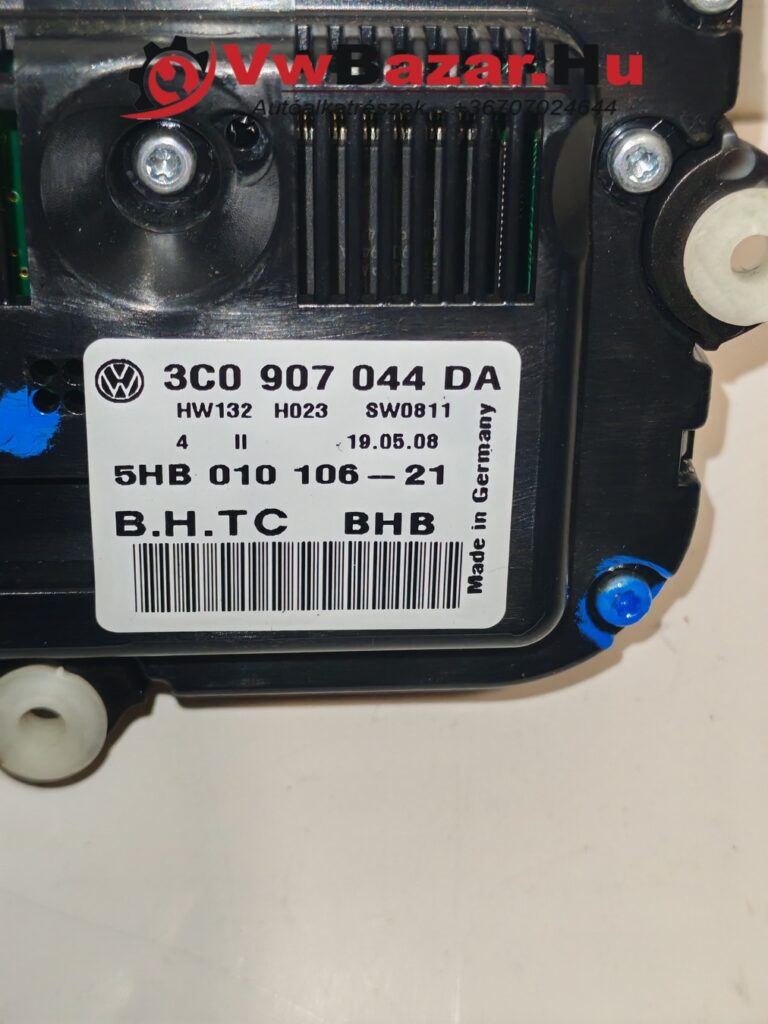 VwBazar.Hu
Autóalkatrészek +36707024644
3C0 907 044 DA
HW132 H023 SW0811
4 II 19.05.08
5HB 010 106-21
B.H.TC BHB
Made in Germany